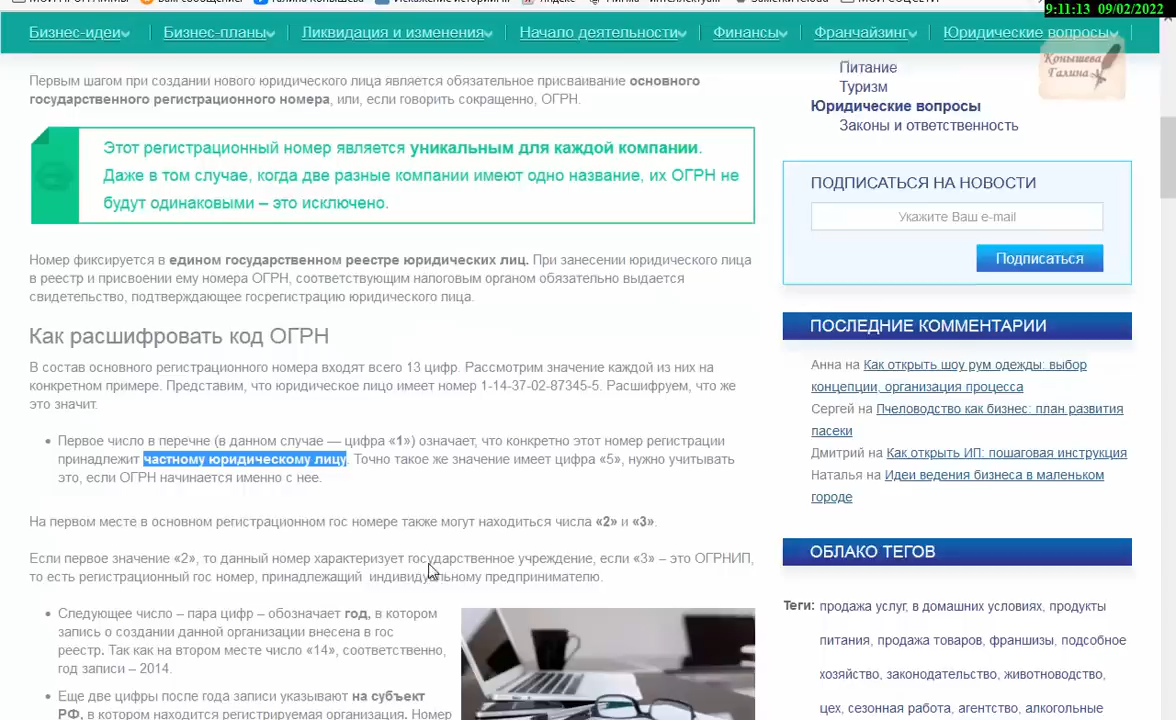 9:11:13 09/02/2022
Бизнес-идеи
Бизнес-планы
Ликвидация и изменения
Начало деятельности
Финансы
Франчайзинг
Юридические вопросы
Первым шагом при создании нового юридического лица является обязательное присваивание основного
государственного регистрационного номера, или, если говорить сокращенно, ОГРН.
Этот регистрационный номер является уникальным для каждой компании.
Даже в том случае, когда две разные компании имеют одно название, их ОГРН не
будут одинаковыми – это исключено.
Номер фиксируется в едином государственном реестре юридических лиц. При занесении юридического лица
в реестр и присвоении ему номера ОГРН, соответствующим налоговым органом обязательно выдается
свидетельство, подтверждающее госрегистрацию юридического лица.
Как расшифровать код ОГРН
В состав основного регистрационного номера входят всего 13 цифр. Рассмотрим значение каждой из них на
конкретном примере. Представим, что юридическое лицо имеет номер 1-14-37-02-87345-5. Расшифруем, что же
это значит.
Первое число в перечне (в данном случае — цифра «1») означает, что конкретно этот номер регистрации
принадлежит частному юридическому лицу. Точно такое же значение имеет цифра «5», нужно учитывать
это, если ОГРН начинается именно с нее.
На первом месте в основном регистрационном гос номере также могут находиться числа «2» и «3».
Если первое значение «2», то данный номер характеризует государственное учреждение, если «3» – это ОГРНИП,
то есть регистрационный гос номер, принадлежащий индивидуальному предпринимателю.
Следующее число – пара цифр – обозначает год, в котором
запись о создании данной организации внесена в гос
реестр. Так как на втором месте число «14», соответственно,
год записи – 2014.
Еще две цифры после года записи указывают на субъект
РФ, в котором находится регистрируемая организация. Номер
Питание
Туризм
Юридические вопросы
Законы и ответственность
Конышева
Галина
ПОДПИСАТЬСЯ НА НОВОСТИ
Укажите Ваш e-mail
Подписаться
ПОСЛЕДНИЕ КОММЕНТАРИИ
Анна на Как открыть шоу рум одежды: выбор
концепции, организация процесса
Сергей на Пчеловодство как бизнес: план развития
пасеки
Дмитрий на Как открыть ИП: пошаговая инструкция
Наталья на Идеи ведения бизнеса в маленьком
городе
ОБЛАКО ТЕГОВ
Теги: продажа услуг, в домашних условиях, продукты
питания, продажа товаров, франшизы, подсобное
хозяйство, законодательство, животноводство,
цех, сезонная работа, агентство, алкогольные